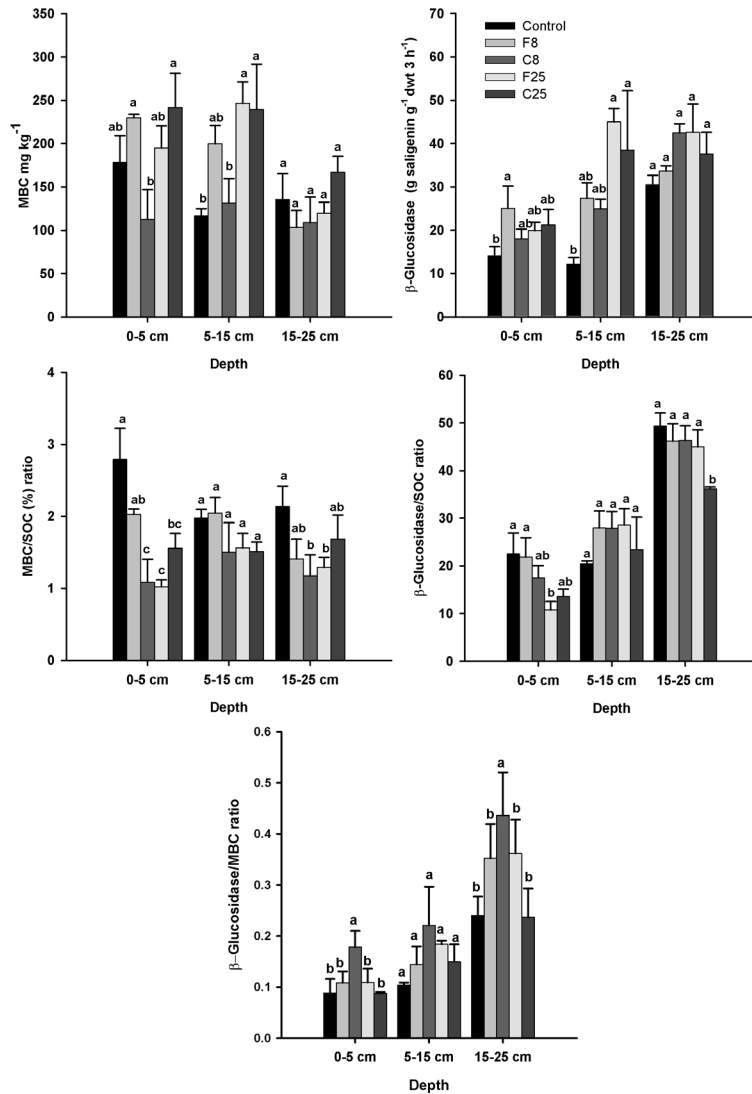 MBC mg kg-1
350
300
250
200
150
100
50
0
ab a b ab a
b ab b a a
a a a a a
0-5 cm 5-15 cm 15-25 cm
Depth
β-Glucosidase (g saligenin g-1 dwt 3 h-1)
70
60
50
40
30
20
10
0
Control
F8
C8
F25
C25
b a ab ab ab
b ab ab a a
a a a a a
0-5 cm 5-15 cm 15-25 cm
Depth
MBC/SOC (%) ratio
4
3
2
1
0
a ab c c bc
a a a a a
a ab b b ab
0-5 cm 5-15 cm 15-25 cm
Depth
β-Glucosidase/SOC ratio
60
50
40
30
20
10
0
a a ab b ab
a a a a a
a a a a b
0-5 cm 5-15 cm 15-25 cm
Depth
β-Glucosidase/MBC ratio
0.6
0.5
0.4
0.3
0.2
0.1
0.0
b b a b b
a a a a a
b b a b b
0-5 cm 5-15 cm 15-25 cm
Depth